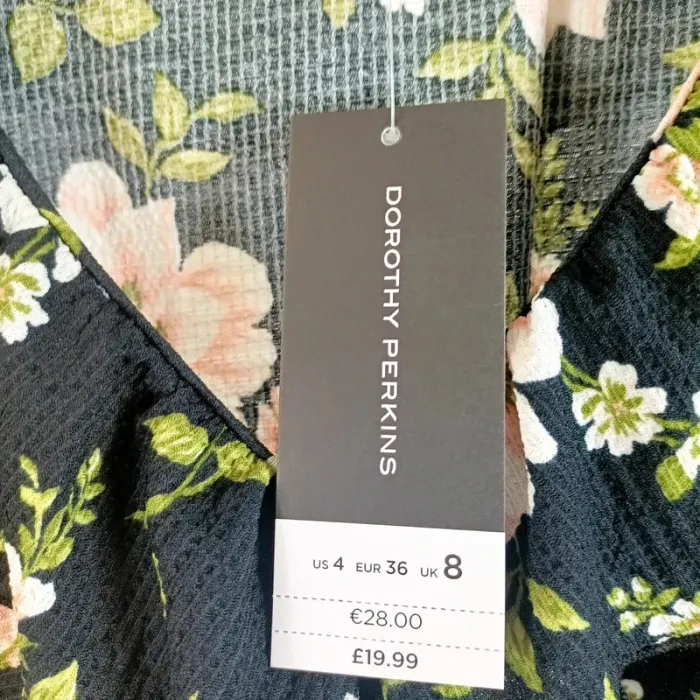 DOROTHY PERKINS
US 4 EUR 36 UK 8
€28.00
£19.99